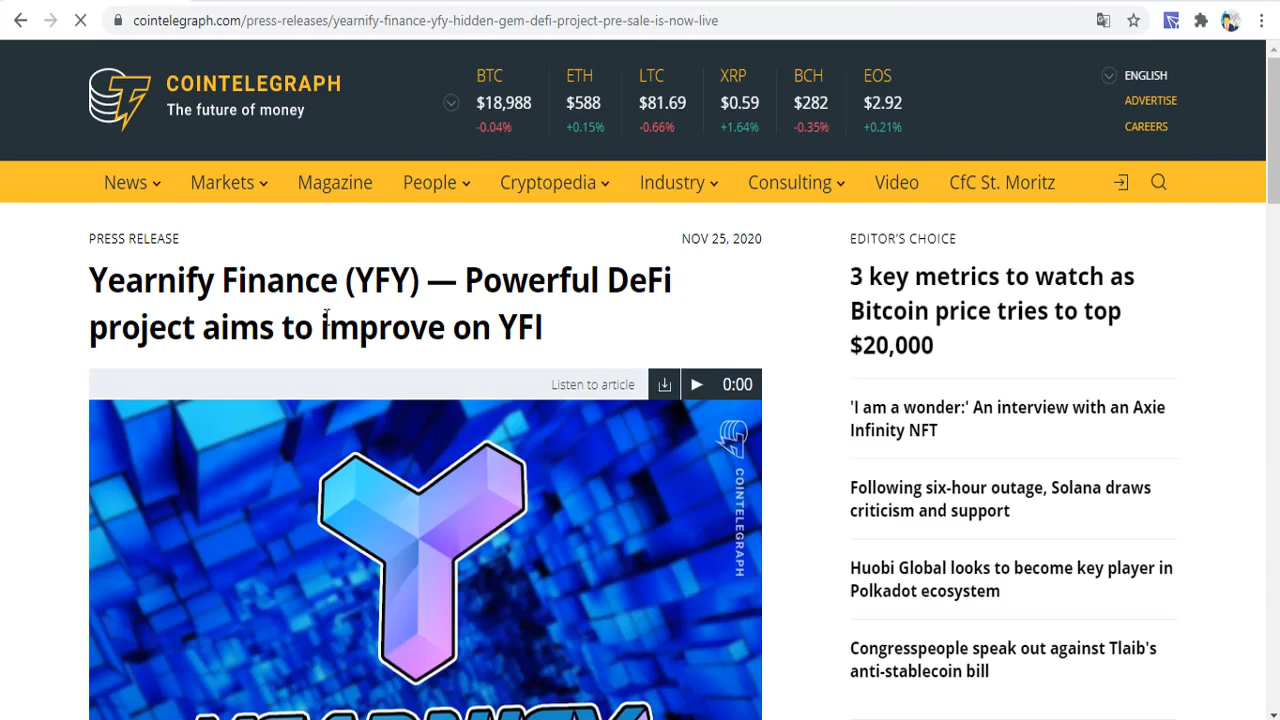 cointelegraph.com/press-releases/yearnify-finance-yfy-hidden-gem-defi-project-pre-sale-is-now-live
COINTELEGRAPH
The future of money
BTC ETH LTC XRP BCH EOS
$18,988 $588 $81.69 $0.59 $282 $2.92
-0.04% +0.15% -0.66% +1.64% -0.35% +0.21%
ENGLISH
ADVERTISE
CAREERS
News Markets Magazine People Cryptopedia Industry Consulting Video CfC St. Moritz
PRESS RELEASE NOV 25, 2020
Yearnify Finance (YFY) — Powerful DeFi
project aims to improve on YFI
Listen to article 0:00
COINTELEGRAPH
YEARNIFY
EDITOR'S CHOICE
3 key metrics to watch as
Bitcoin price tries to top
$20,000
'I am a wonder:' An interview with an Axie
Infinity NFT
Following six-hour outage, Solana draws
criticism and support
Huobi Global looks to become key player in
Polkadot ecosystem
Congresspeople speak out against Tlaib's
anti-stablecoin bill